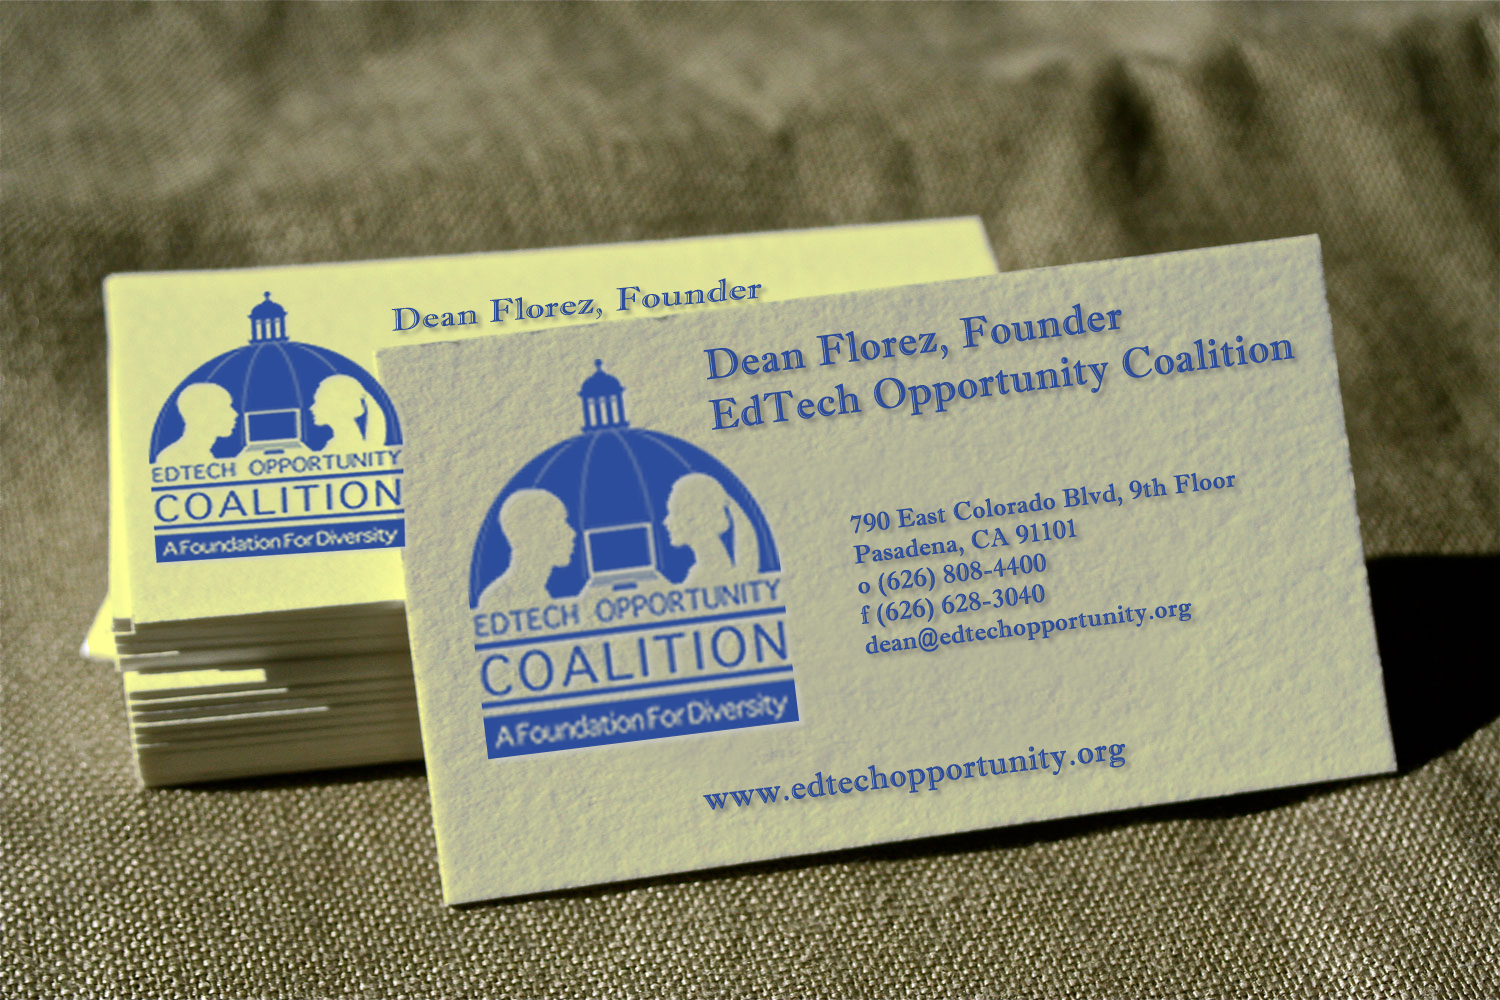 Dean Florez, Founder
EDTECH OPPORTUNITY
COALITION
A Foundation For Diversity
Dean Florez, Founder
EdTech Opportunity Coalition
EDTECH OPPORTUNITY
COALITION
A Foundation For Diversity
790 East Colorado Blvd, 9th Floor
Pasadena, CA 91101
o (626) 808-4400
f (626) 628-3040
dean@edtechopportunity.org
www.edtechopportunity.org